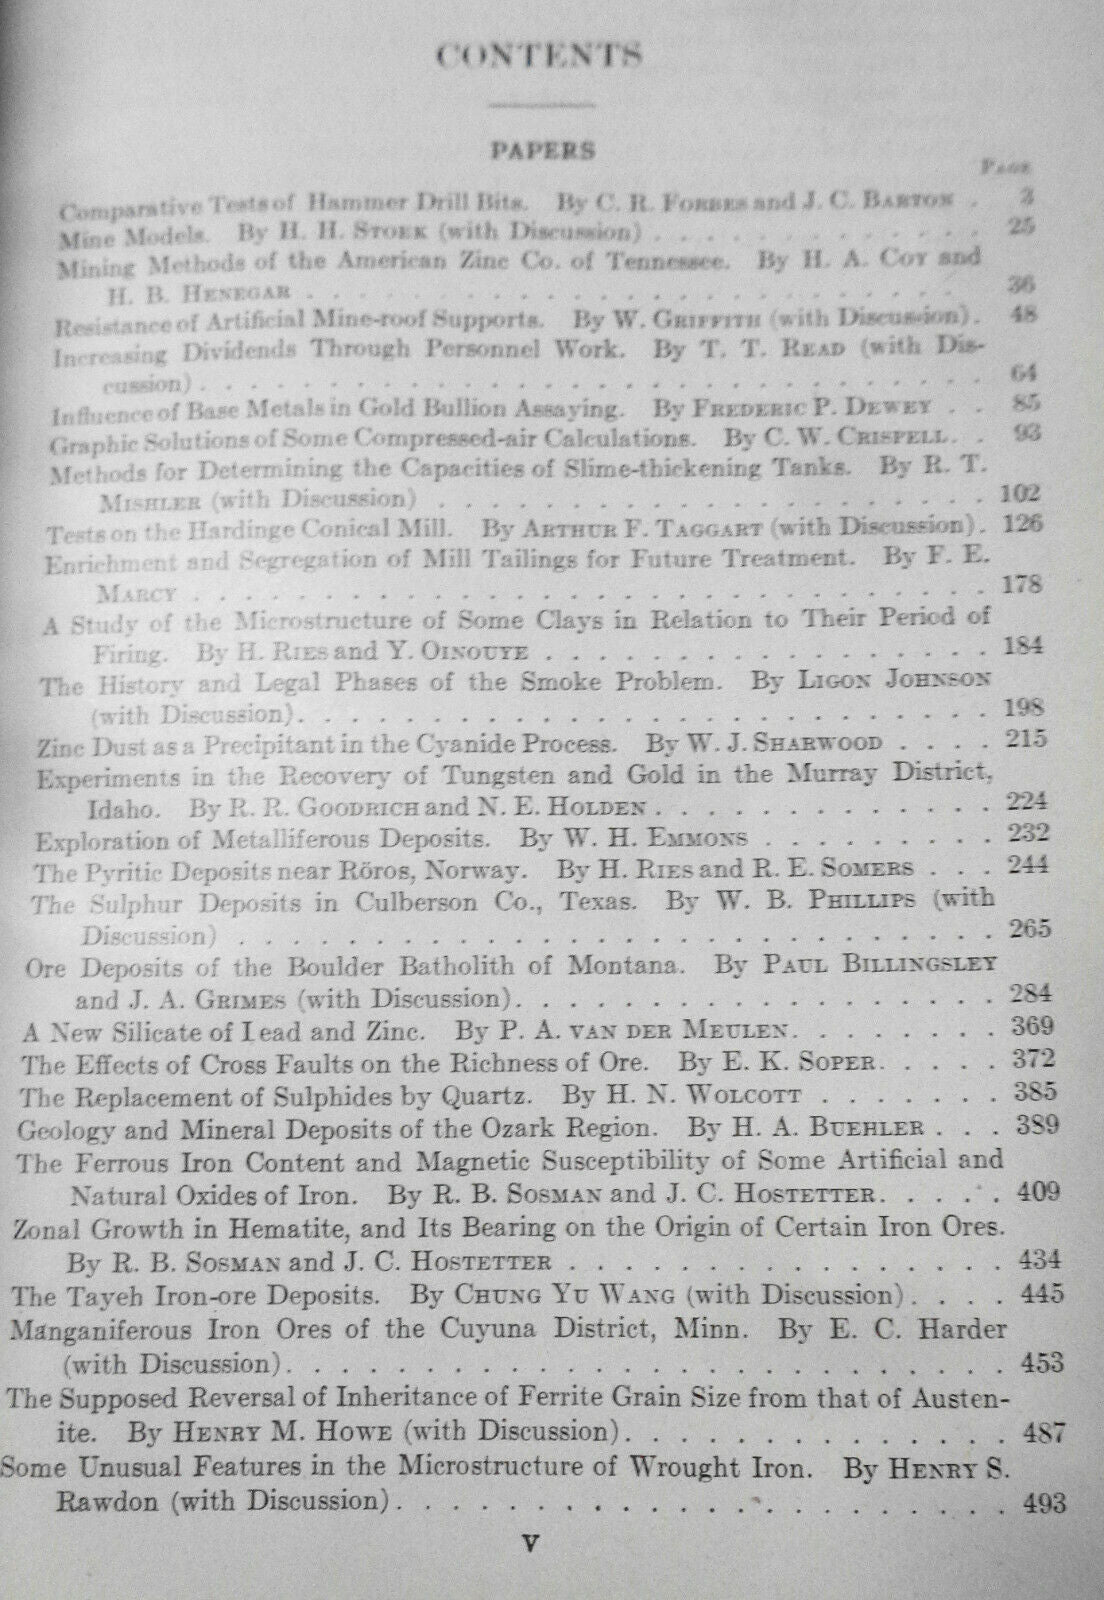 CONTENTS
PAPERS
PAGE
Comparative Tests of Hammer Drill Bits. By C. R. FORBES and J. C. BARTON . 3
Mine Models. By H. H. STOEK (with Discussion) . . . . . . . . . . . . 25
Mining Methods of the American Zinc Co. of Tennessee. By H. A. COY and
H. B. HENEGAR . . . . . . . . . . . . . . . . . . . . . . . 36
Resistance of Artificial Mine-roof Supports. By W. GRIFFITH (with Discussion). 48
Increasing Dividends Through Personnel Work. By T. T. READ (with Dis-
cussion) . . . . . . . . . . . . . . . . . . . . . . . . . . 64
Influence of Base Metals in Gold Bullion Assaying. By FREDERIC P. DEWEY . . 85
Graphic Solutions of Some Compressed-air Calculations. By C. W. CRISPELL. . 93
Methods for Determining the Capacities of Slime-thickening Tanks. By R. T.
MISHLER (with Discussion) . . . . . . . . . . . . . . . . . . 102
Tests on the Hardinge Conical Mill. By ARTHUR F. TAGGART (with Discussion). 126
Enrichment and Segregation of Mill Tailings for Future Treatment. By F. E.
MARCY . . . . . . . . . . . . . . . . . . . . . . . . . . 178
A Study of the Microstructure of Some Clays in Relation to Their Period of
Firing. By H. RIES and Y. OINOUYE . . . . . . . . . . . . . . . 184
The History and Legal Phases of the Smoke Problem. By LIGON JOHNSON
(with Discussion). . . . . . . . . . . . . . . . . . . . . . . 198
Zinc Dust as a Precipitant in the Cyanide Process. By W. J. SHARWOOD . . . . 215
Experiments in the Recovery of Tungsten and Gold in the Murray District,
Idaho. By R. R. GOODRICH and N. E. HOLDEN . . . . . . . . . . . . 224
Exploration of Metalliferous Deposits. By W. H. EMMONS . . . . . . . . . 232
The Pyritic Deposits near Röros, Norway. By H. RIES and R. E. SOMERS . . . 244
The Sulphur Deposits in Culberson Co., Texas. By W. B. PHILLIPS (with
Discussion) . . . . . . . . . . . . . . . . . . . . . . . . . 265
Ore Deposits of the Boulder Batholith of Montana. By PAUL BILLINGSLEY
and J. A. GRIMES (with Discussion). . . . . . . . . . . . . . . . 284
A New Silicate of Lead and Zinc. By P. A. VAN DER MEULEN. . . . . . . . 369
The Effects of Cross Faults on the Richness of Ore. By E. K. SOPER. . . . . 372
The Replacement of Sulphides by Quartz. By H. N. WOLCOTT . . . . . . . 385
Geology and Mineral Deposits of the Ozark Region. By H. A. BUEHLER . . . 389
The Ferrous Iron Content and Magnetic Susceptibility of Some Artificial and
Natural Oxides of Iron. By R. B. SOSMAN and J. C. HOSTETTER. . . . . 409
Zonal Growth in Hematite, and Its Bearing on the Origin of Certain Iron Ores.
By R. B. SOSMAN and J. C. HOSTETTER . . . . . . . . . . . . . . 434
The Tayeh Iron-ore Deposits. By CHUNG YU WANG (with Discussion). . . . 445
Manganiferous Iron Ores of the Cuyuna District, Minn. By E. C. Harder
(with Discussion). . . . . . . . . . . . . . . . . . . . . . . 453
The Supposed Reversal of Inheritance of Ferrite Grain Size from that of Austen-
ite. By HENRY M. HOWE (with Discussion). . . . . . . . . . . . . 487
Some Unusual Features in the Microstructure of Wrought Iron. By HENRY S.
Rawdon (with Discussion). . . . . . . . . . . . . . . . . . . . 493
V